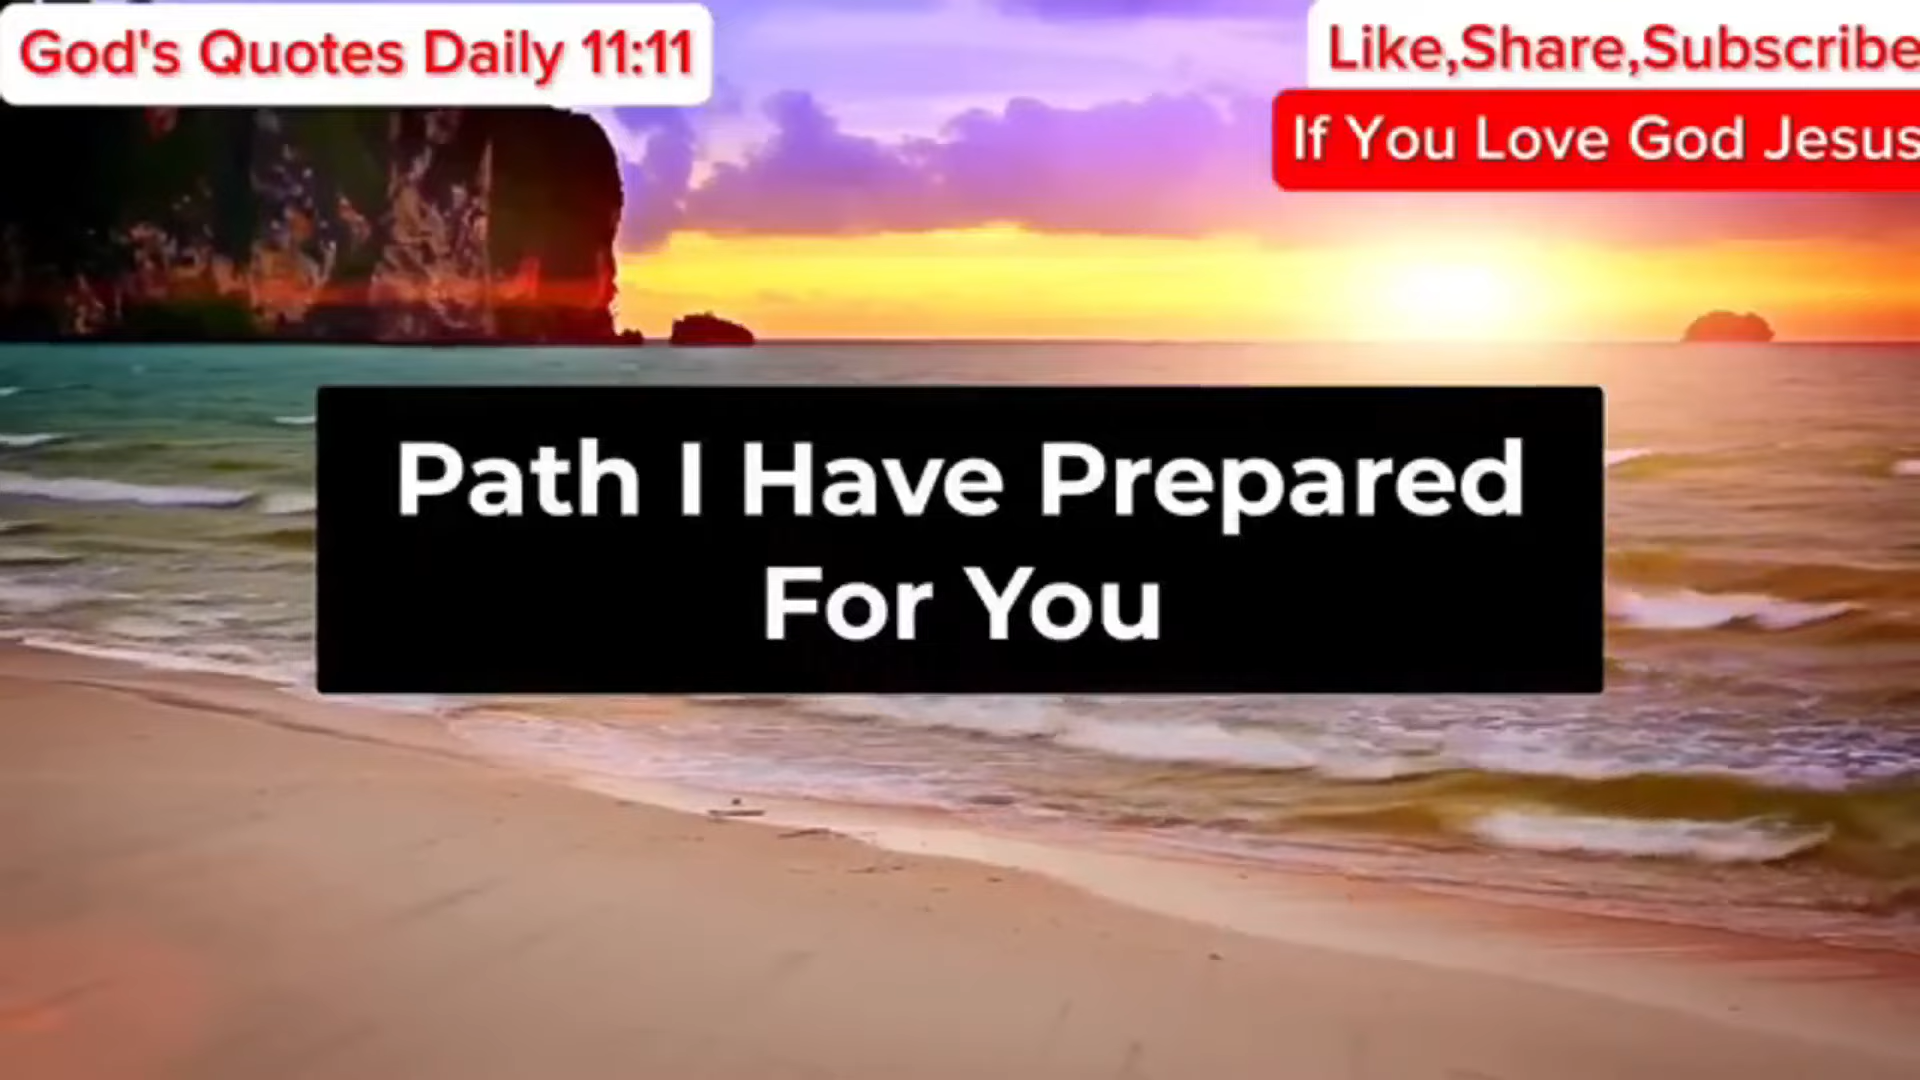 God's Quotes Daily 11:11
Like,Share,Subscribe
If You Love God Jesus
Path I Have Prepared
For You